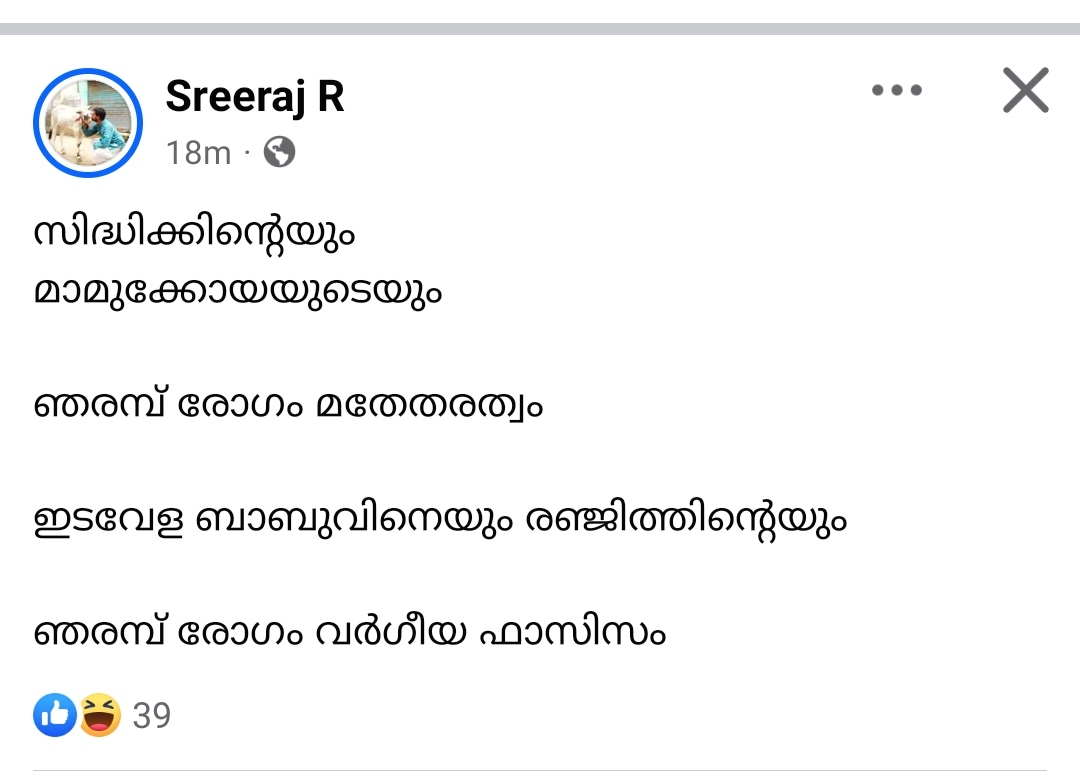 Sreeraj R
18m ·
സിദ്ധിക്കിന്റെയും
മാമുക്കോയയുടെയും
ഞരമ്പ് രോഗം മതേതരത്വം
ഇടവേള ബാബുവിനെയും രഞ്ജിത്തിന്റെയും
ഞരമ്പ് രോഗം വർഗീയ ഫാസിസം
39